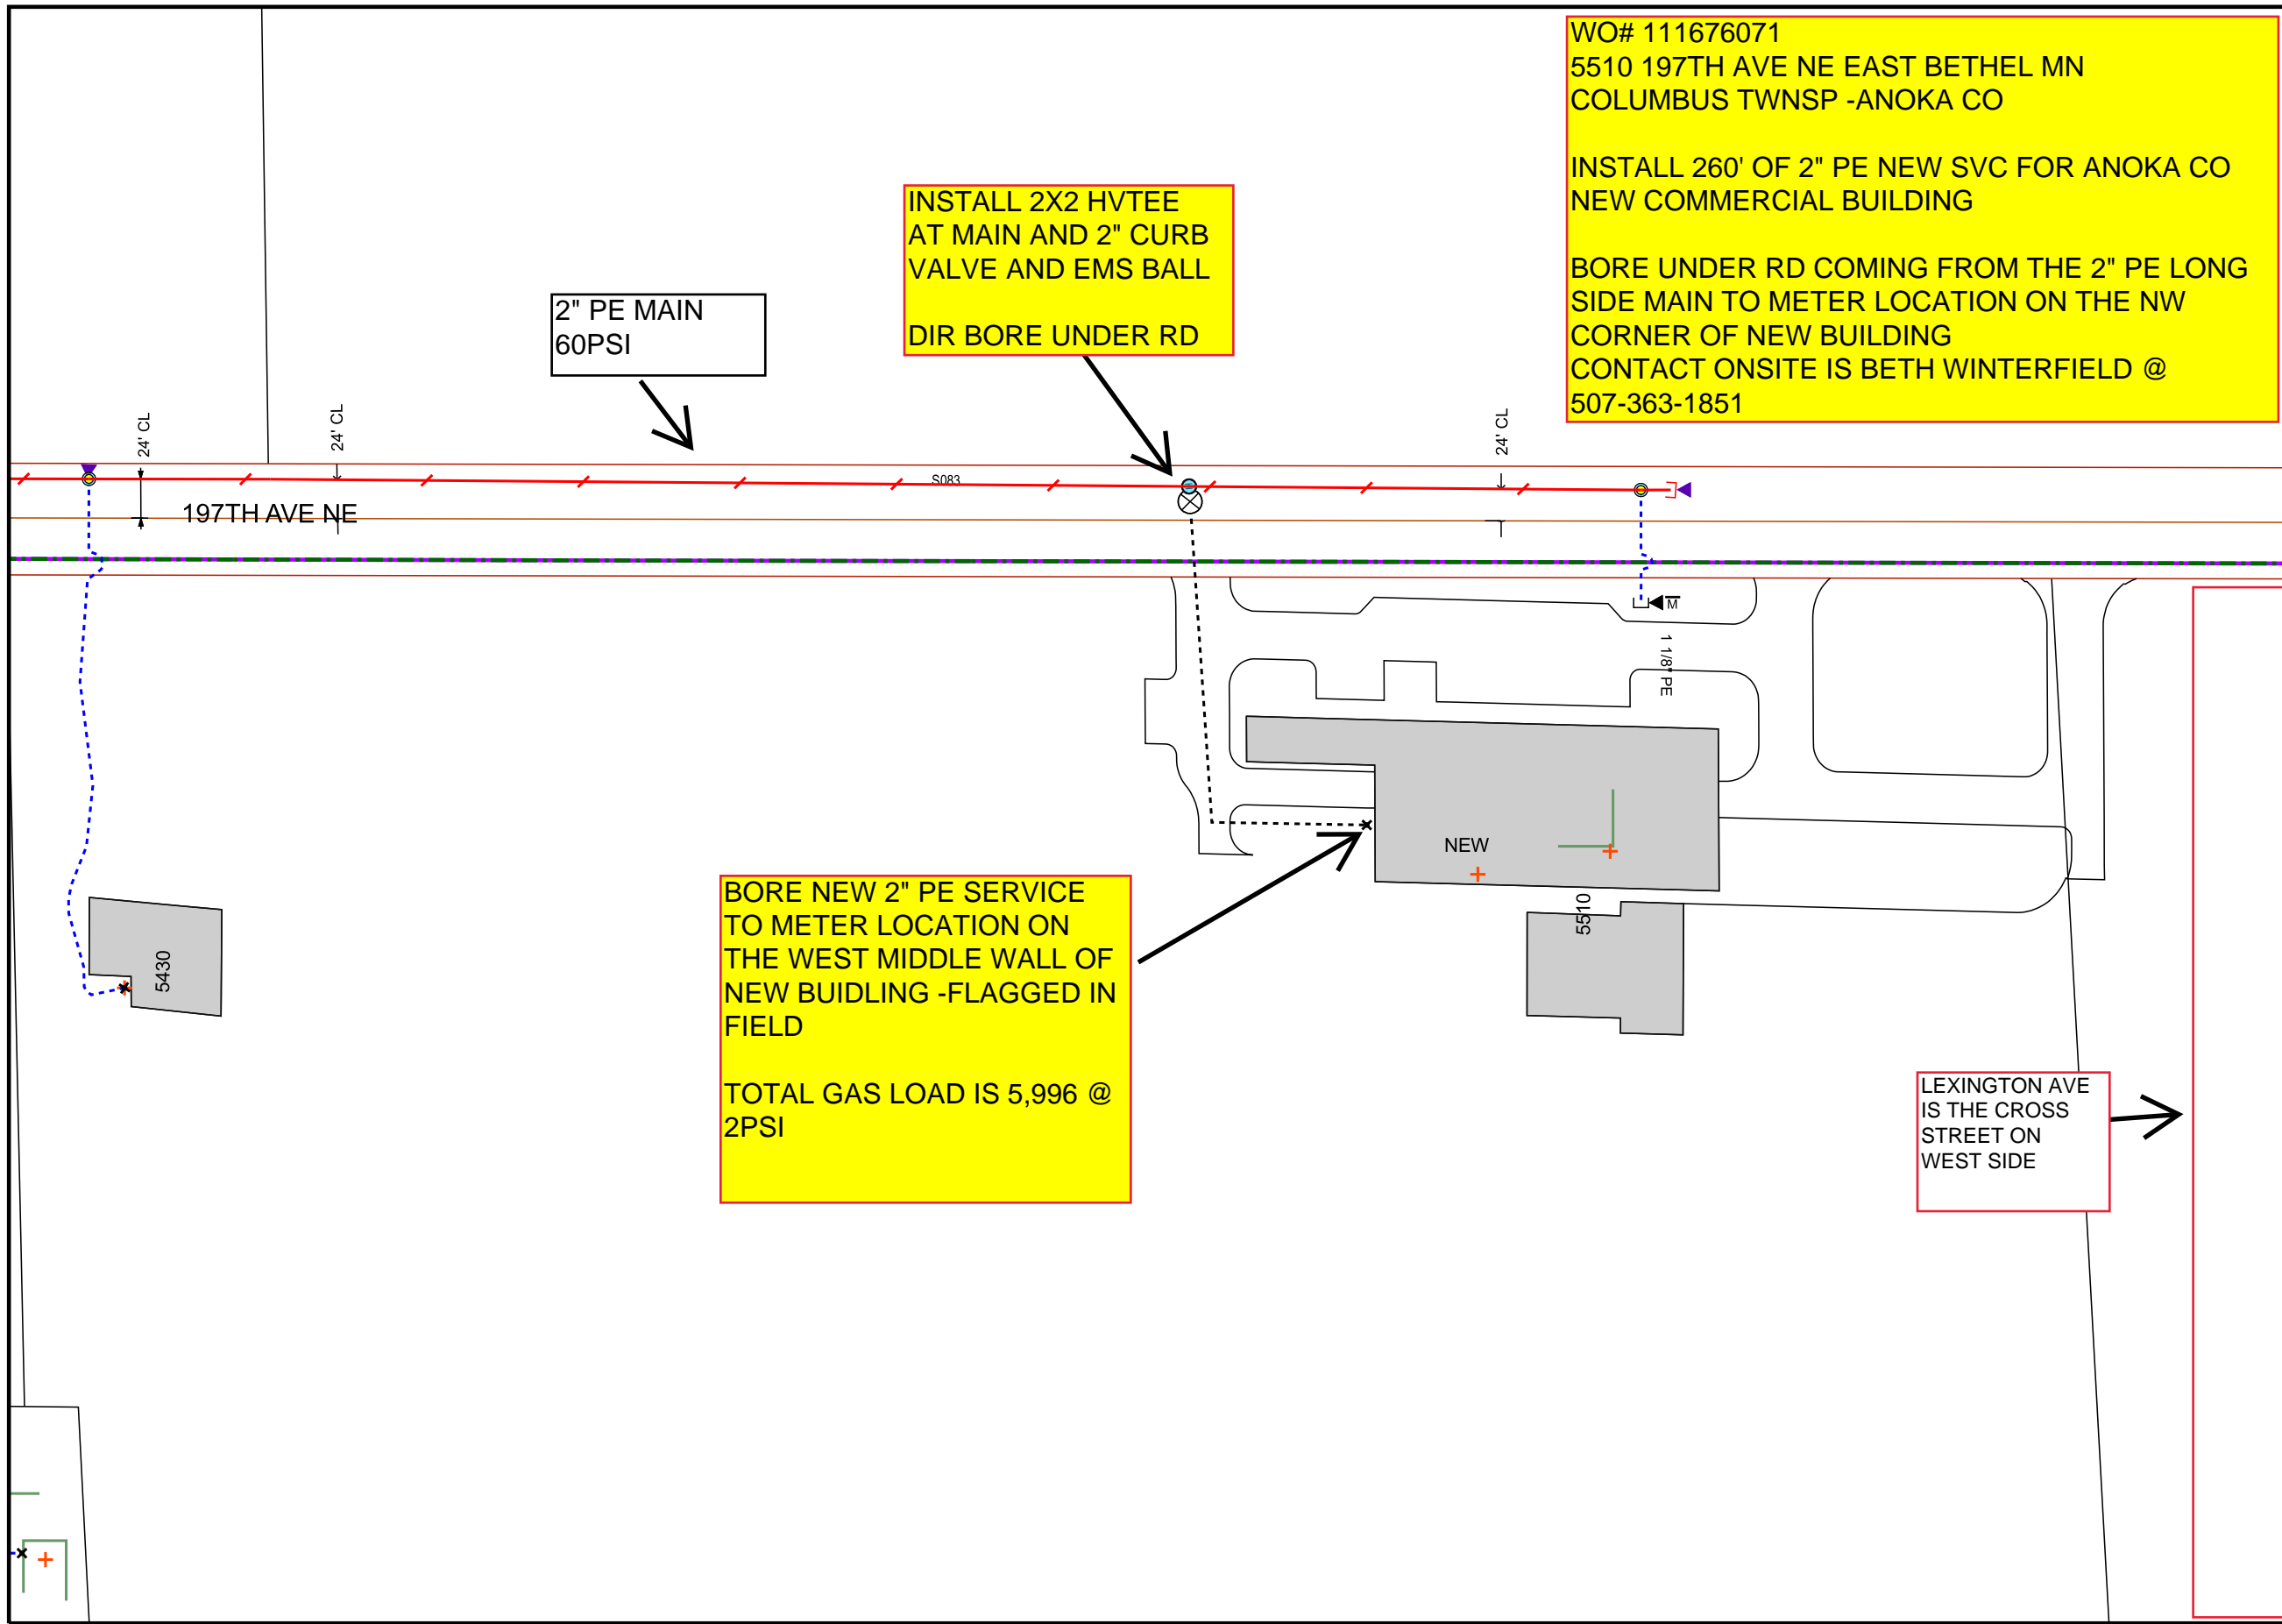 WO# 111676071
5510 197TH AVE NE EAST BETHEL MN
COLUMBUS TWNSP -ANOKA CO
INSTALL 260' OF 2" PE NEW SVC FOR ANOKA CO
NEW COMMERCIAL BUILDING
BORE UNDER RD COMING FROM THE 2" PE LONG
SIDE MAIN TO METER LOCATION ON THE NW
CORNER OF NEW BUILDING
CONTACT ONSITE IS BETH WINTERFIELD @
507-363-1851
INSTALL 2X2 HVTEE
AT MAIN AND 2" CURB
VALVE AND EMS BALL
DIR BORE UNDER RD
2" PE MAIN
60PSI
24' CL
24' CL
24' CL
S083
197TH AVE NE
M
1 1/8" PE
NEW
5510
BORE NEW 2" PE SERVICE
TO METER LOCATION ON
THE WEST MIDDLE WALL OF
NEW BUIDLING -FLAGGED IN
FIELD
TOTAL GAS LOAD IS 5,996 @
2PSI
5430
LEXINGTON AVE
IS THE CROSS
STREET ON
WEST SIDE